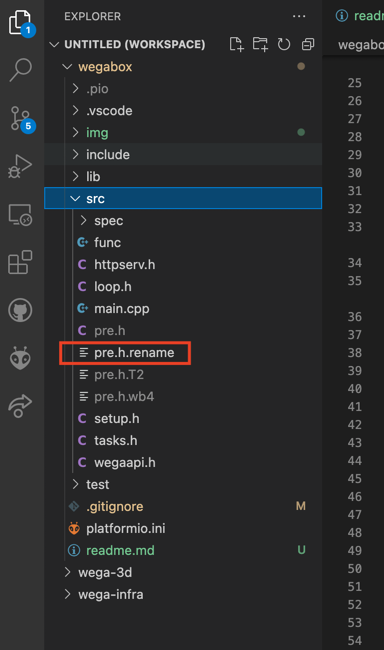 EXPLORER
readme
UNTITLED (WORKSPACE)
wegabox
wegabox
.pio
.vscode
img
include
lib
src
spec
func
httpserv.h
loop.h
main.cpp
pre.h
pre.h.rename
pre.h.T2
pre.h.wb4
setup.h
tasks.h
wegaapi.h
test
.gitignore M
platformio.ini
readme.md U
wega-3d
wega-infra
1
5
25
26
27
28
29
30
31
32
33
34
35
36
37
38
39
40
41
42
43
44
45
46
47
48
49
50
51
52
53
54